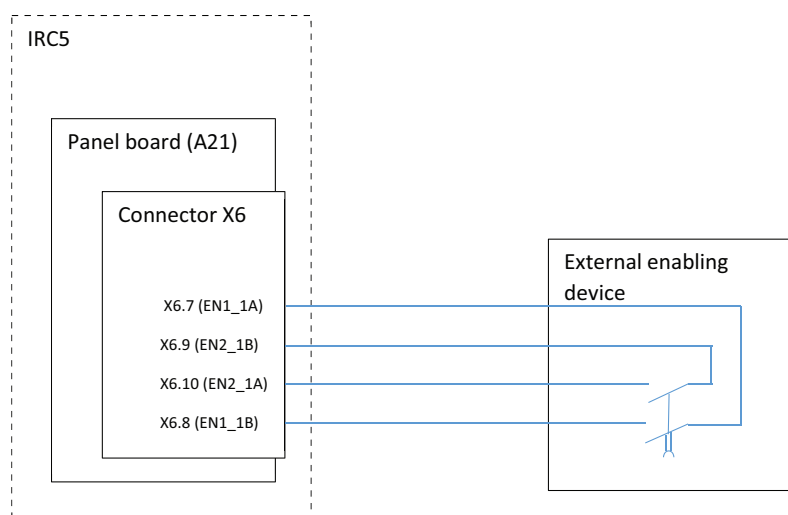 IRC5
Panel board (A21)
Connector X6
External enabling
device
X6.7 (EN1_1A)
X6.9 (EN2_1B)
X6.10 (EN2_1A)
X6.8 (EN1_1B)